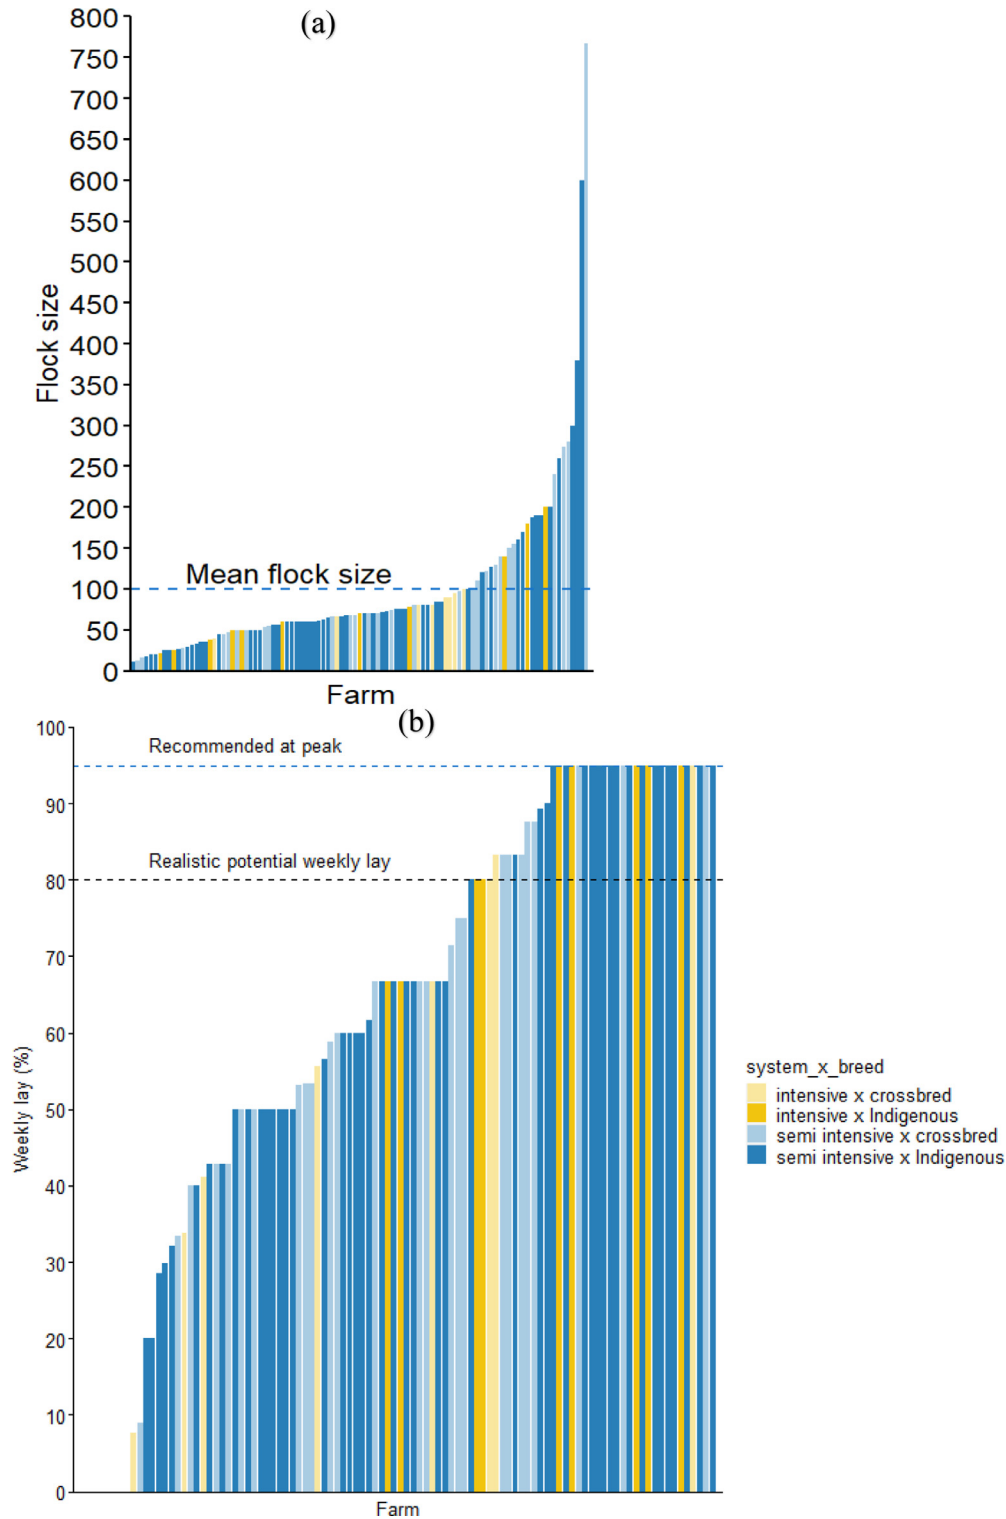 (a)
800
750
700
650
600
550
500
450
400
350
300
250
200
150
100
50
0
Flock size
Mean flock size
Farm
(b)
100
90
80
70
60
50
40
30
20
10
0
Weekly lay (%)
Recommended at peak
Realistic potential weekly lay
Farm
system_x_breed
intensive x crossbred
intensive x Indigenous
semi intensive x crossbred
semi intensive x Indigenous